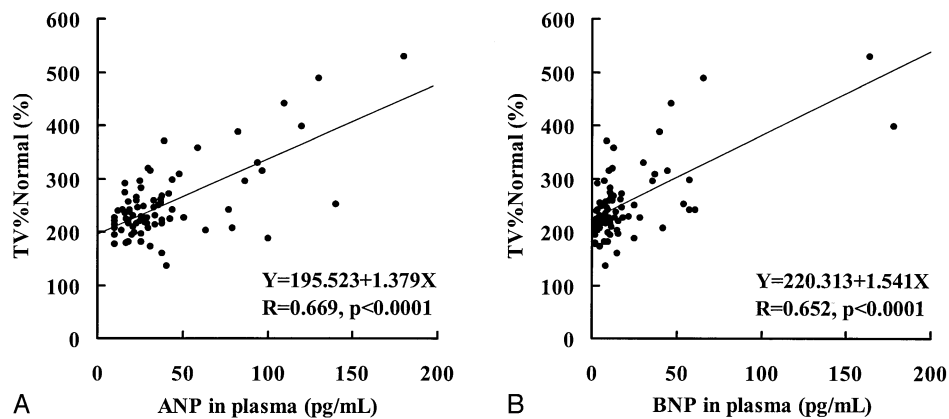 600
500
400
300
200
100
0
TV%Normal (%)
Y=195.523+1.379X
R=0.669, p<0.0001
0 50 100 150 200
A ANP in plasma (pg/mL)
600
500
400
300
200
100
0
TV%Normal (%)
Y=220.313+1.541X
R=0.652, p<0.0001
0 50 100 150 200
B BNP in plasma (pg/mL)